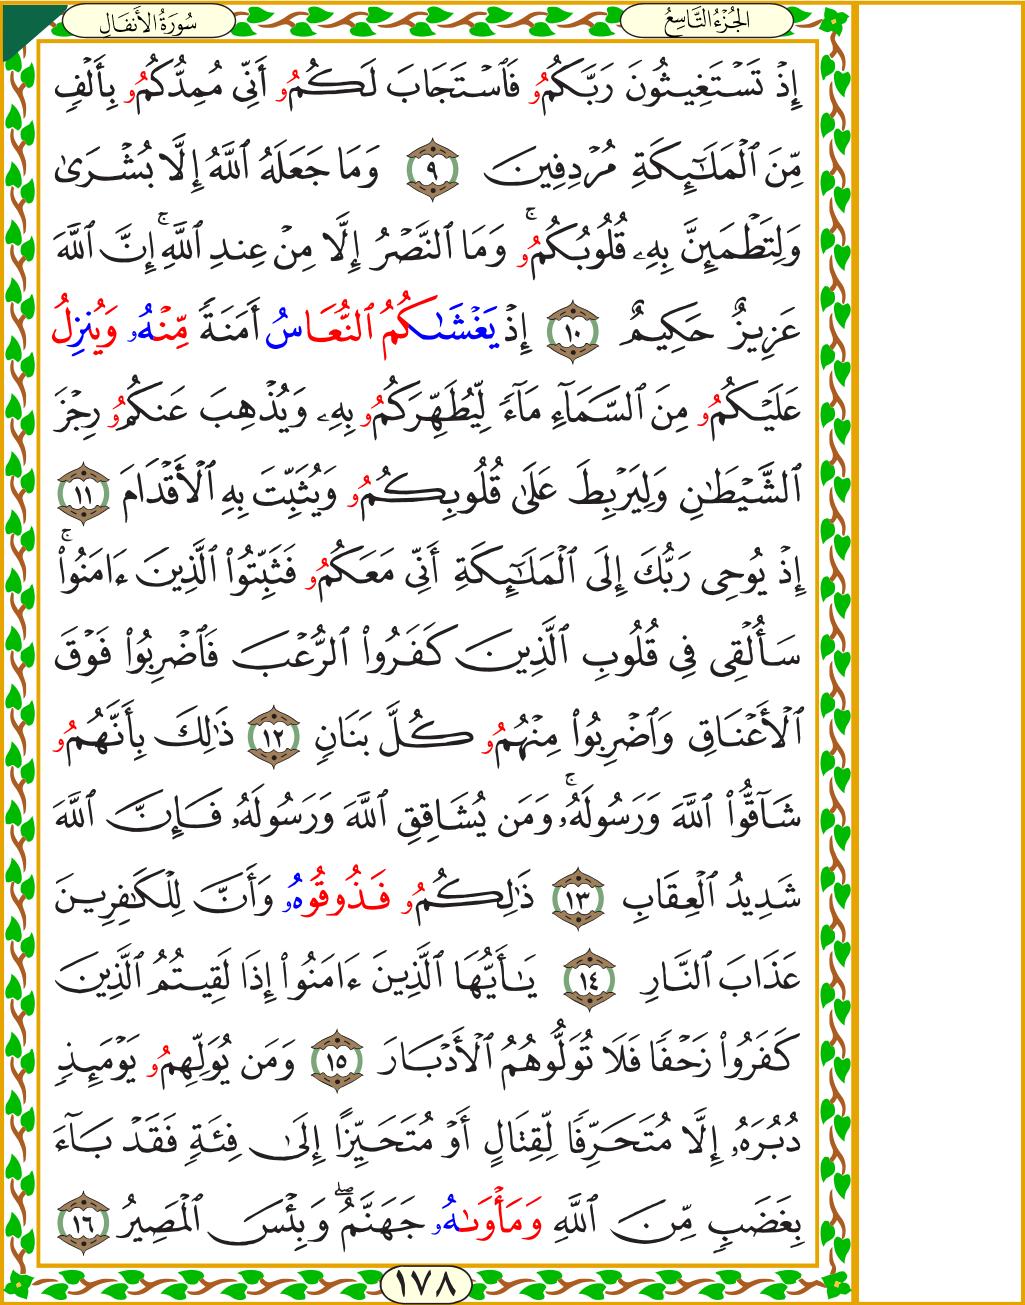 سُورَةُ الأَنفَالِ
الجُزْءُ التَّاسِعُ
إِذْ تَسْتَغِيثُونَ رَبَّكُمُۥ فَٱسْتَجَابَ لَكُمُۥ أَنِّى مُمِدُّكُمُۥ بِأَلْفٍ
مِّنَ ٱلْمَلَٰٓئِكَةِ مُرْدِفِينَ ٩ وَمَا جَعَلَهُ ٱللَّهُ إِلَّا بُشْرَىٰ
وَلِتَطْمَئِنَّ بِهِۦ قُلُوبُكُمُۥ ۚ وَمَا ٱلنَّصْرُ إِلَّا مِنْ عِندِ ٱللَّهِ ۚ إِنَّ ٱللَّهَ
عَزِيزٌ حَكِيمٌ ١٠ إِذْ يَغْشَىٰكُمُ ٱلنُّعَاسُ أَمَنَةً مِّنْهُۥ وَيُنزِلُ
عَلَيْكُمُۥ مِنَ ٱلسَّمَآءِ مَآءً لِّيُطَهِّرَكُمُۥ بِهِۦ وَيُذْهِبَ عَنكُمُۥ رِجْزَ
ٱلشَّيْطَٰنِ وَلِيَرْبِطَ عَلَىٰ قُلُوبِكُمُۥ وَيُثَبِّتَ بِهِ ٱلْأَقْدَامَ ١١
إِذْ يُوحِى رَبُّكَ إِلَى ٱلْمَلَٰٓئِكَةِ أَنِّى مَعَكُمُۥ فَثَبِّتُوا۟ ٱلَّذِينَ ءَامَنُوا۟ ۚ
سَأُلْقِى فِى قُلُوبِ ٱلَّذِينَ كَفَرُوا۟ ٱلرُّعْبَ فَٱضْرِبُوا۟ فَوْقَ
ٱلْأَعْنَاقِ وَٱضْرِبُوا۟ مِنْهُمُۥ كُلَّ بَنَانٍ ١٢ ذَٰلِكَ بِأَنَّهُمُۥ
شَآقُّوا۟ ٱللَّهَ وَرَسُولَهُۥ ۚ وَمَن يُشَاقِقِ ٱللَّهَ وَرَسُولَهُۥ فَإِنَّ ٱللَّهَ
شَدِيدُ ٱلْعِقَابِ ١٣ ذَٰلِكُمُۥ فَذُوقُوهُۥ وَأَنَّ لِلْكَٰفِرِينَ
عَذَابَ ٱلنَّارِ ١٤ يَٰٓأَيُّهَا ٱلَّذِينَ ءَامَنُوا۟ إِذَا لَقِيتُمُ ٱلَّذِينَ
كَفَرُوا۟ زَحْفًا فَلَا تُوَلُّوهُمُ ٱلْأَدْبَارَ ١٥ وَمَن يُوَلِّهِمُۥ يَوْمَئِذٍ
دُبُرَهُۥ إِلَّا مُتَحَرِّفًا لِّقِتَالٍ أَوْ مُتَحَيِّزًا إِلَىٰ فِئَةٍ فَقَدْ بَآءَ
بِغَضَبٍ مِّنَ ٱللَّهِ وَمَأْوَىٰهُۥ جَهَنَّمُ ۖ وَبِئْسَ ٱلْمَصِيرُ ١٦
١٧٨